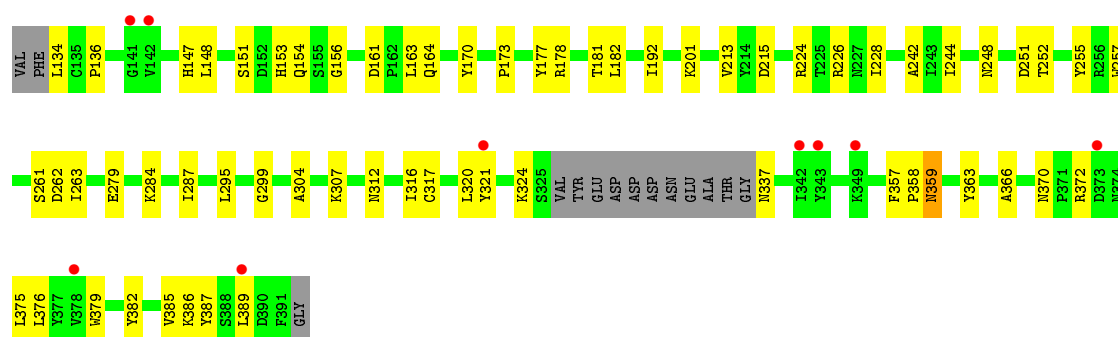 VAL PHE L134 C135 P136 G141 V142 H147 L148 S151 D152 H153 Q154 S155 G156 D161 P162 L163 Q164 Y170 P173 Y177 R178 T181 L182 I192 K201 V213 Y214 D215 R224 T225 R226 N227 I228 A242 I243 I244 N248 D251 T252 Y255 R256 W257
S261 D262 I263 E279 K284 I287 L295 G299 A304 K307 N312 I316 C317 L320 Y321 K324 S325 VAL TYR GLU ASP ASP ASP ASN GLU ALA THR GLY N337 I342 Y343 K349 F357 P358 N359 Y363 A366 N370 P371 R372 D373 N374
L375 L376 Y377 V378 W379 Y382 V385 K386 Y387 S388 L389 D390 F391 GLY